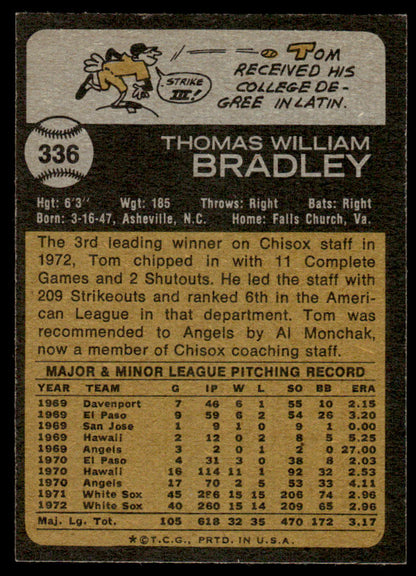 TOM
RECEIVED HIS
COLLEGE DE-
GREE IN LATIN.
STRIKE
III!
336
THOMAS WILLIAM
BRADLEY
Hgt: 6'3" Wgt: 185 Throws: Right Bats: Right
Born: 3-16-47, Asheville, N.C. Home: Falls Church, Va.
The 3rd leading winner on Chisox staff in
1972, Tom chipped in with 11 Complete
Games and 2 Shutouts. He led the staff with
209 Strikeouts and ranked 6th in the Ameri-
can League in that department. Tom was
recommended to Angels by Al Monchak,
now a member of Chisox coaching staff.
MAJOR & MINOR LEAGUE PITCHING RECORD
YEAR TEAM G IP W L SO BB ERA
1969 Davenport 7 46 6 1 55 10 2.15
1969 El Paso 9 59 6 2 54 26 3.20
1969 San Jose 1 9 1 0 9 1 0.00
1969 Hawaii 2 12 0 2 8 5 5.25
1969 Angels 3 2 0 1 2 0 27.00
1970 El Paso 4 31 3 0 38 8 2.03
1970 Hawaii 16 114 11 1 92 32 2.53
1970 Angels 17 70 2 5 53 33 4.11
1971 White Sox 45 286 15 15 206 74 2.96
1972 White Sox 40 260 15 14 209 65 2.96
Maj. Lg. Tot. 105 618 32 35 470 172 3.17
*©T.C.G., PRTD. IN U.S.A.